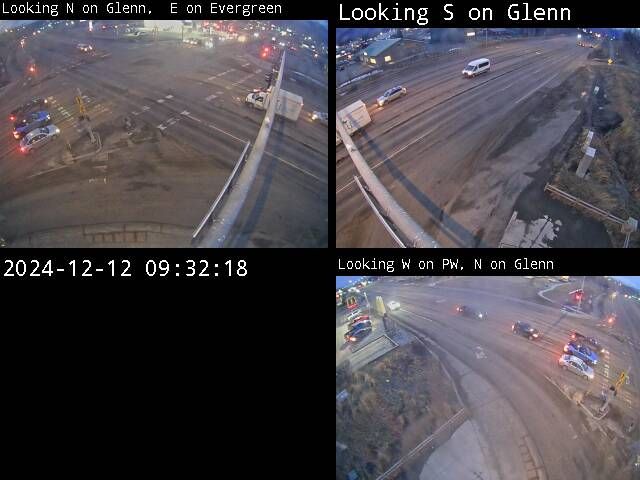 Looking N on Glenn, E on Evergreen
Looking S on Glenn
2024-12-12 09:32:18
Looking W on PW, N on Glenn